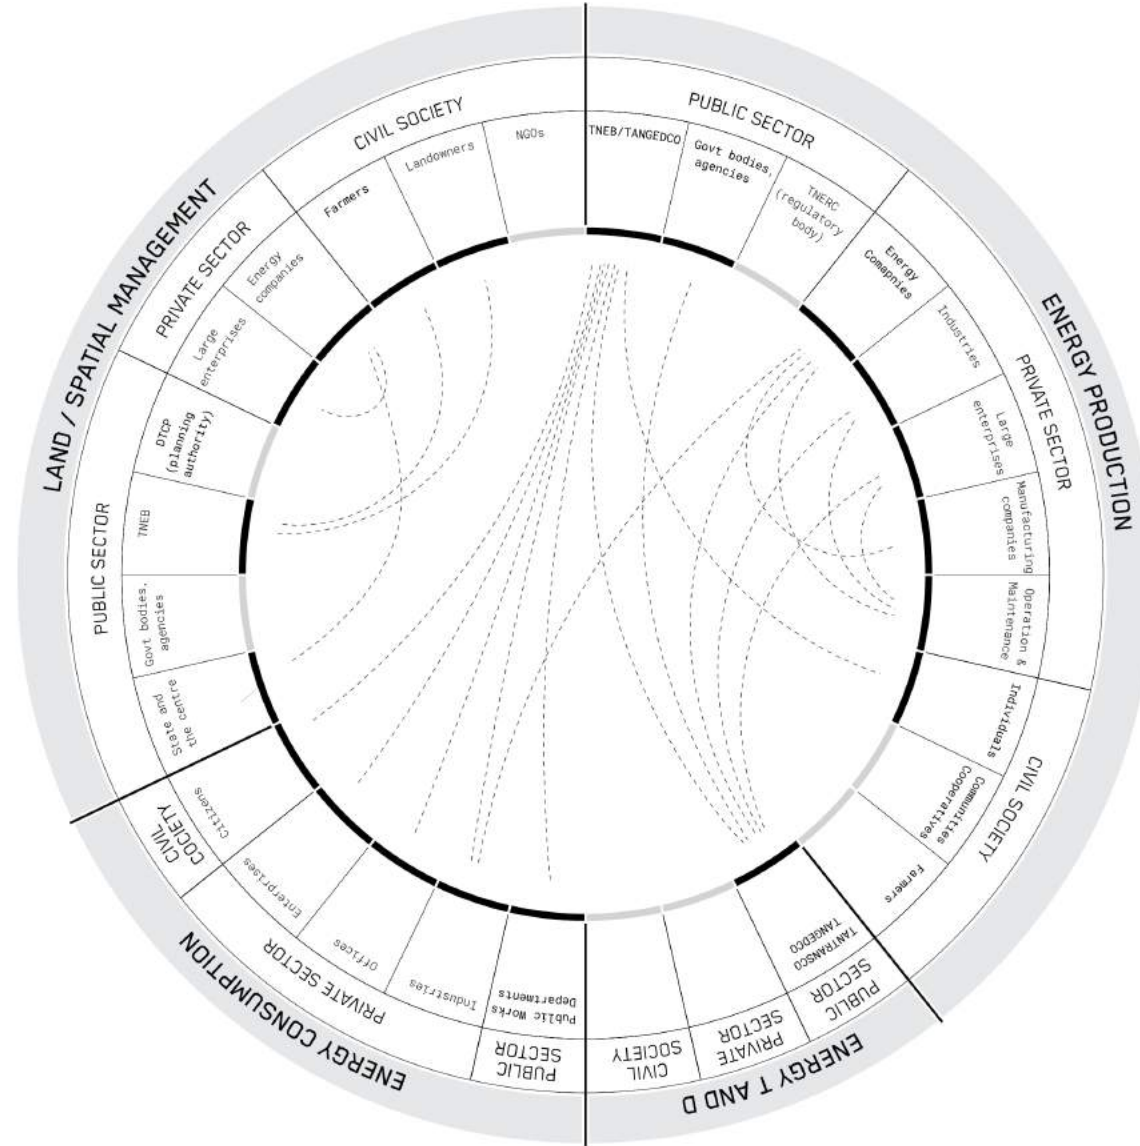 LAND / SPATIAL MANAGEMENT
CIVIL SOCIETY
Farmers
Landowners
NGOs
PRIVATE SECTOR
Large
enterprises
Energy
companies
PUBLIC SECTOR
DTCP
(planning
authority)
TNEB
Govt bodies,
agencies
State and
the centre
ENERGY PRODUCTION
PUBLIC SECTOR
TNEB/TANGEDCO
Govt bodies,
agencies
TNERC
(regulatory
body)
PRIVATE SECTOR
Energy
Comapnies
Industries
Large
enterprises
Manufacturing
companies
Operation &
Maintenance
CIVIL SOCIETY
Individuals
Communities
Cooperatives
Farmers
ENERGY T AND D
PUBLIC
SECTOR
TANTRANSCO
TANGEDCO
PRIVATE
SECTOR
CIVIL
SOCIETY
ENERGY CONSUMPTION
PUBLIC
SECTOR
Public Works
Departments
PRIVATE SECTOR
Industries
Offices
Enterprises
CIVIL
SOCIETY
Citizens